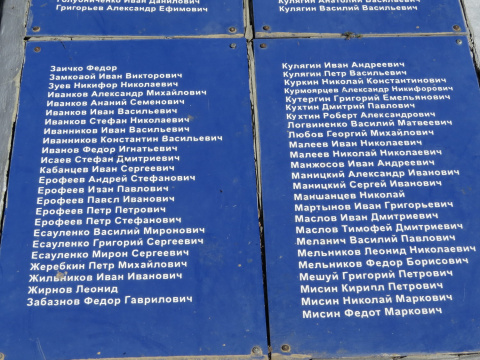 Григорьев Александр Ефимович
Заичко Федор
Замковой Иван Викторович
Зуев Никифор Николаевич
Иванков Александр Михайлович
Иванков Ананий Семенович
Иванков Иван Васильевич
Иванков Стефан Николаевич
Иванников Иван Васильевич
Иванников Константин Васильевич
Иванов Федор Игнатьевич
Исаев Стефан Дмитриевич
Кабанцев Иван Сергеевич
Ерофеев Андрей Стефанович
Ерофеев Иван Павлович
Ерофеев Павел Иванович
Ерофеев Петр Петрович
Ерофеев Петр Стефанович
Есауленко Василий Миронович
Есауленко Григорий Сергеевич
Есауленко Мирон Сергеевич
Жеребкин Петр Михайлович
Жильников Иван Иванович
Жирнов Леонид
Забазнов Федор Гаврилович
Кулягин Василий Васильевич
Кулягин Иван Андреевич
Кулягин Петр Васильевич
Куркин Николай Константинович
Курмоярцев Александр Никифорович
Кутергин Григорий Емельянович
Кухтин Дмитрий Павлович
Кухтин Роберт Александрович
Логвиненко Василий Матвеевич
Любов Георгий Михайлович
Малеев Иван Николаевич
Малеев Николай Николаевич
Манжосов Иван Андреевич
Маницкий Александр Иванович
Маницкий Сергей Иванович
Маншанцев Николай
Мартынов Иван Григорьевич
Маслов Иван Дмитриевич
Маслов Тимофей Дмитриевич
Меланич Василий Павлович
Мельников Леонид Николаевич
Мельников Федор Борисович
Мешуй Григорий Петрович
Мисин Кирилл Петрович
Мисин Николай Маркович
Мисин Федот Маркович